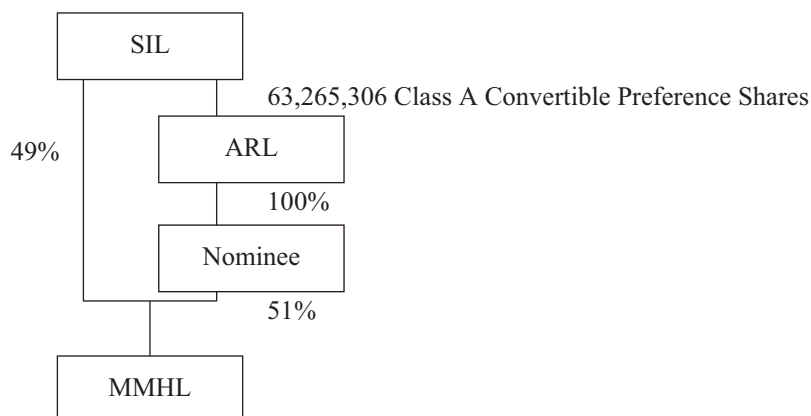 SIL
63,265,306 Class A Convertible Preference Shares
49%
ARL
100%
Nominee
51%
MMHL